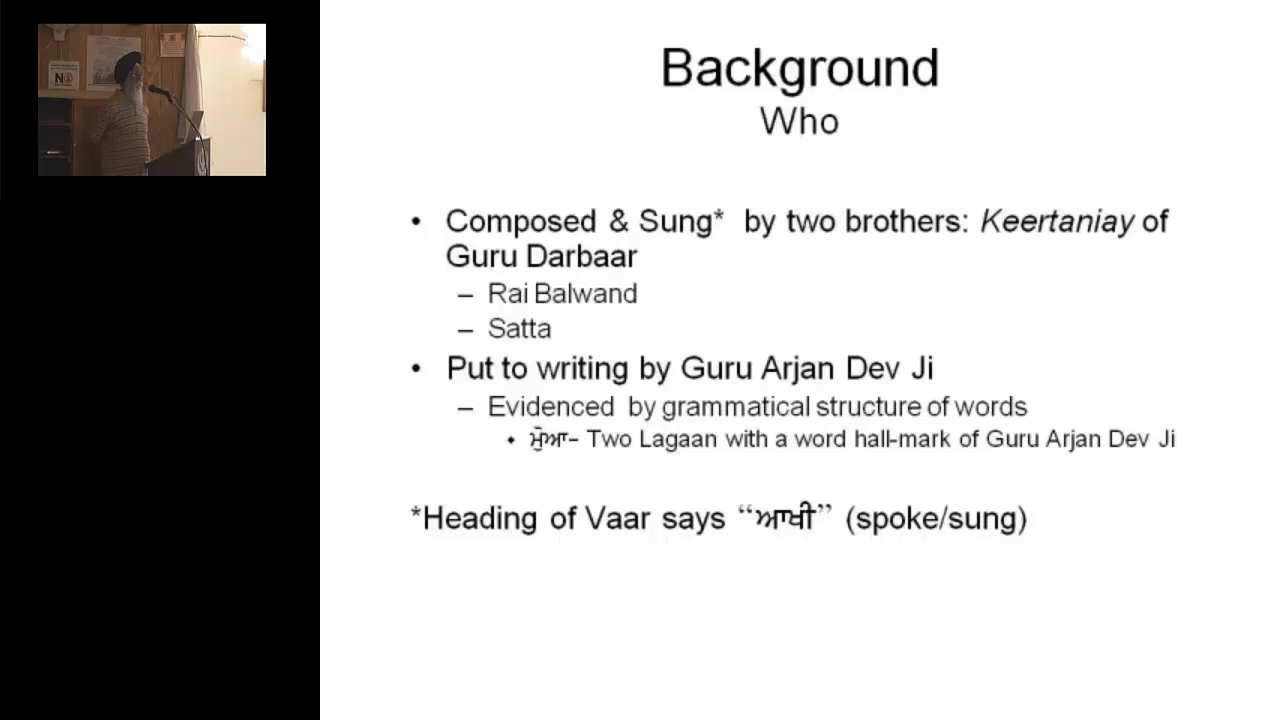 Background
Who
• Composed & Sung* by two brothers: Keertaniay of
Guru Darbaar
– Rai Balwand
– Satta
• Put to writing by Guru Arjan Dev Ji
– Evidenced by grammatical structure of words
• ਮੁੋਆ– Two Lagaan with a word hall-mark of Guru Arjan Dev Ji
*Heading of Vaar says “ਆਖੀ” (spoke/sung)
NO